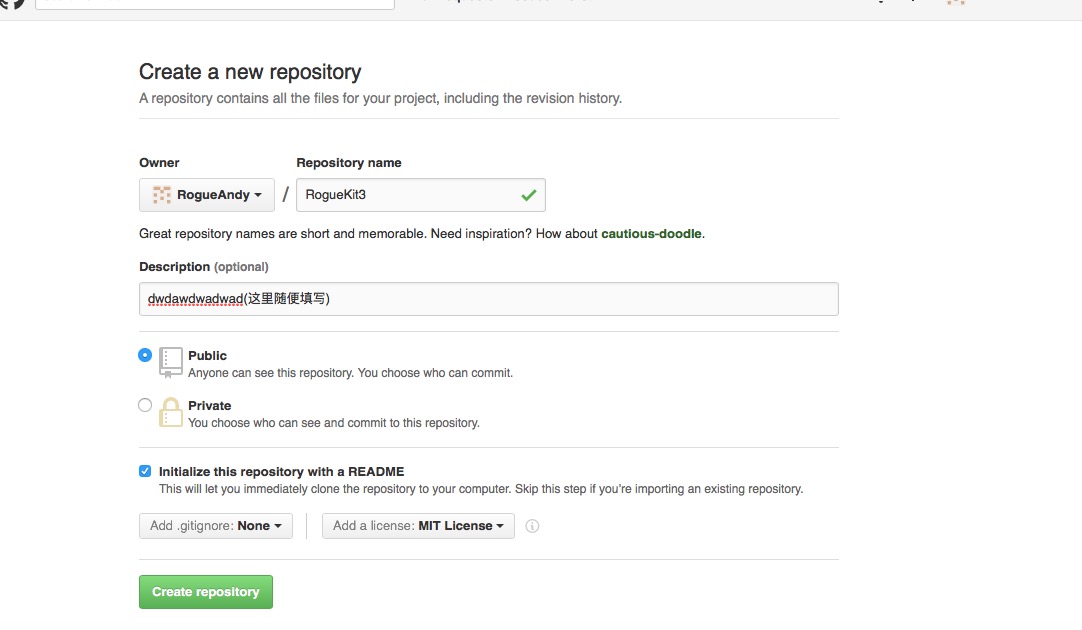 Create a new repository
A repository contains all the files for your project, including the revision history.
Owner Repository name
RogueAndy / RogueKit3
Great repository names are short and memorable. Need inspiration? How about cautious-doodle.
Description (optional)
dwdawdwadwad(这里随便填写)
Public
Anyone can see this repository. You choose who can commit.
Private
You choose who can see and commit to this repository.
Initialize this repository with a README
This will let you immediately clone the repository to your computer. Skip this step if you’re importing an existing repository.
Add .gitignore: None Add a license: MIT License
Create repository